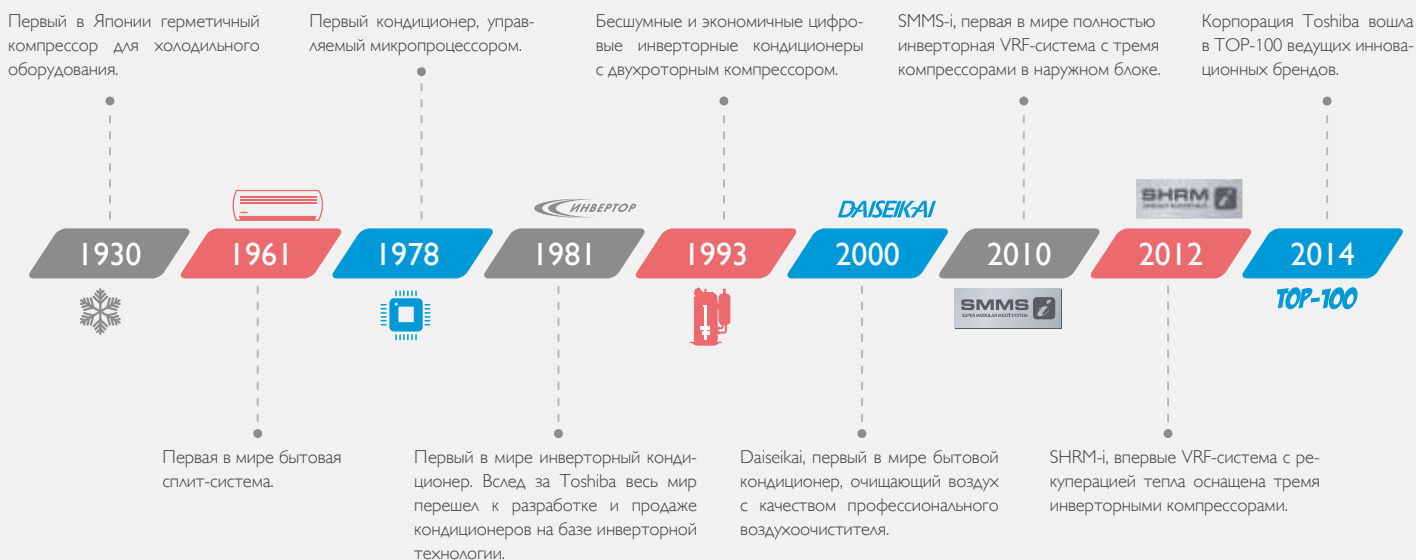 Первый в Японии герметичный
компрессор для холодильного
оборудования.
Первый кондиционер, управ-
ляемый микропроцессором.
Бесшумные и экономичные цифро-
вые инверторные кондиционеры
с двухроторным компрессором.
SMMS-i, первая в мире полностью
инверторная VRF-система с тремя
компрессорами в наружном блоке.
Корпорация Toshiba вошла
в TOP-100 ведущих иннова-
ционных брендов.
ИНВЕРТОР
DAISEIKAI
SHRM i
1930
1961
1978
1981
1993
2000
2010
2012
2014
SMMS i
SUPER MODULAR MULTI SYSTEM
TOP-100
Первая в мире бытовая
сплит-система.
Первый в мире инверторный конди-
ционер. Вслед за Toshiba весь мир
перешел к разработке и продаже
кондиционеров на базе инверторной
технологии.
Daiseikai, первый в мире бытовой
кондиционер, очищающий воздух
с качеством профессионального
воздухоочистителя.
SHRM-i, впервые VRF-система с ре-
куперацией тепла оснащена тремя
инверторными компрессорами.